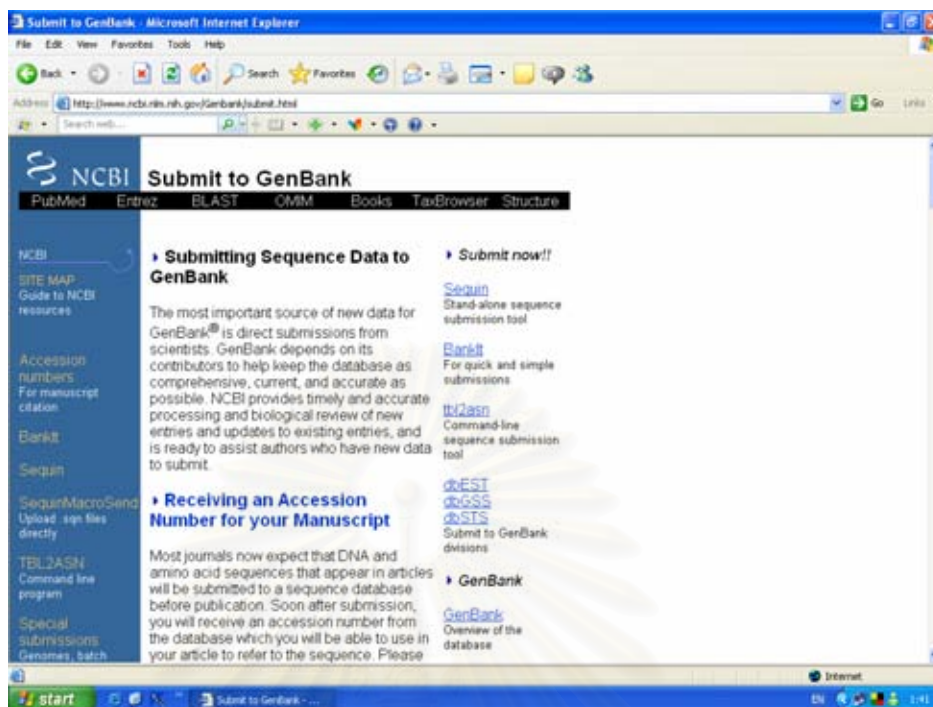 Submit to GenBank - Microsoft Internet Explorer
File Edit View Favorites Tools Help
Back Search Favorites
Address http://www.ncbi.nlm.nih.gov/Genbank/submit.html Go Links
Search web...
NCBI Submit to GenBank
PubMed Entrez BLAST OMIM Books TaxBrowser Structure
NCBI
SITE MAP
Guide to NCBI
resources
Accession
numbers
For manuscript
citation
BankIt
Sequin
SequinMacroSend
Upload .sqn files
directly
TBL2ASN
Command line
program
Special
submissions
Genomes, batch
Submitting Sequence Data to
GenBank
The most important source of new data for
GenBank® is direct submissions from
scientists. GenBank depends on its
contributors to help keep the database as
comprehensive, current, and accurate as
possible. NCBI provides timely and accurate
processing and biological review of new
entries and updates to existing entries, and
is ready to assist authors who have new data
to submit.
Receiving an Accession
Number for your Manuscript
Most journals now expect that DNA and
amino acid sequences that appear in articles
will be submitted to a sequence database
before publication. Soon after submission,
you will receive an accession number from
the database which you will be able to use in
your article to refer to the sequence. Please
Submit now!!
Sequin
Stand-alone sequence
submission tool
BankIt
For quick and simple
submissions
tbl2asn
Command-line
sequence submission
tool
dbEST
dbGSS
dbSTS
Submit to GenBank
divisions
GenBank
GenBank
Overview of the
database
Internet
start Submit to GenBank - ... EN 1:41